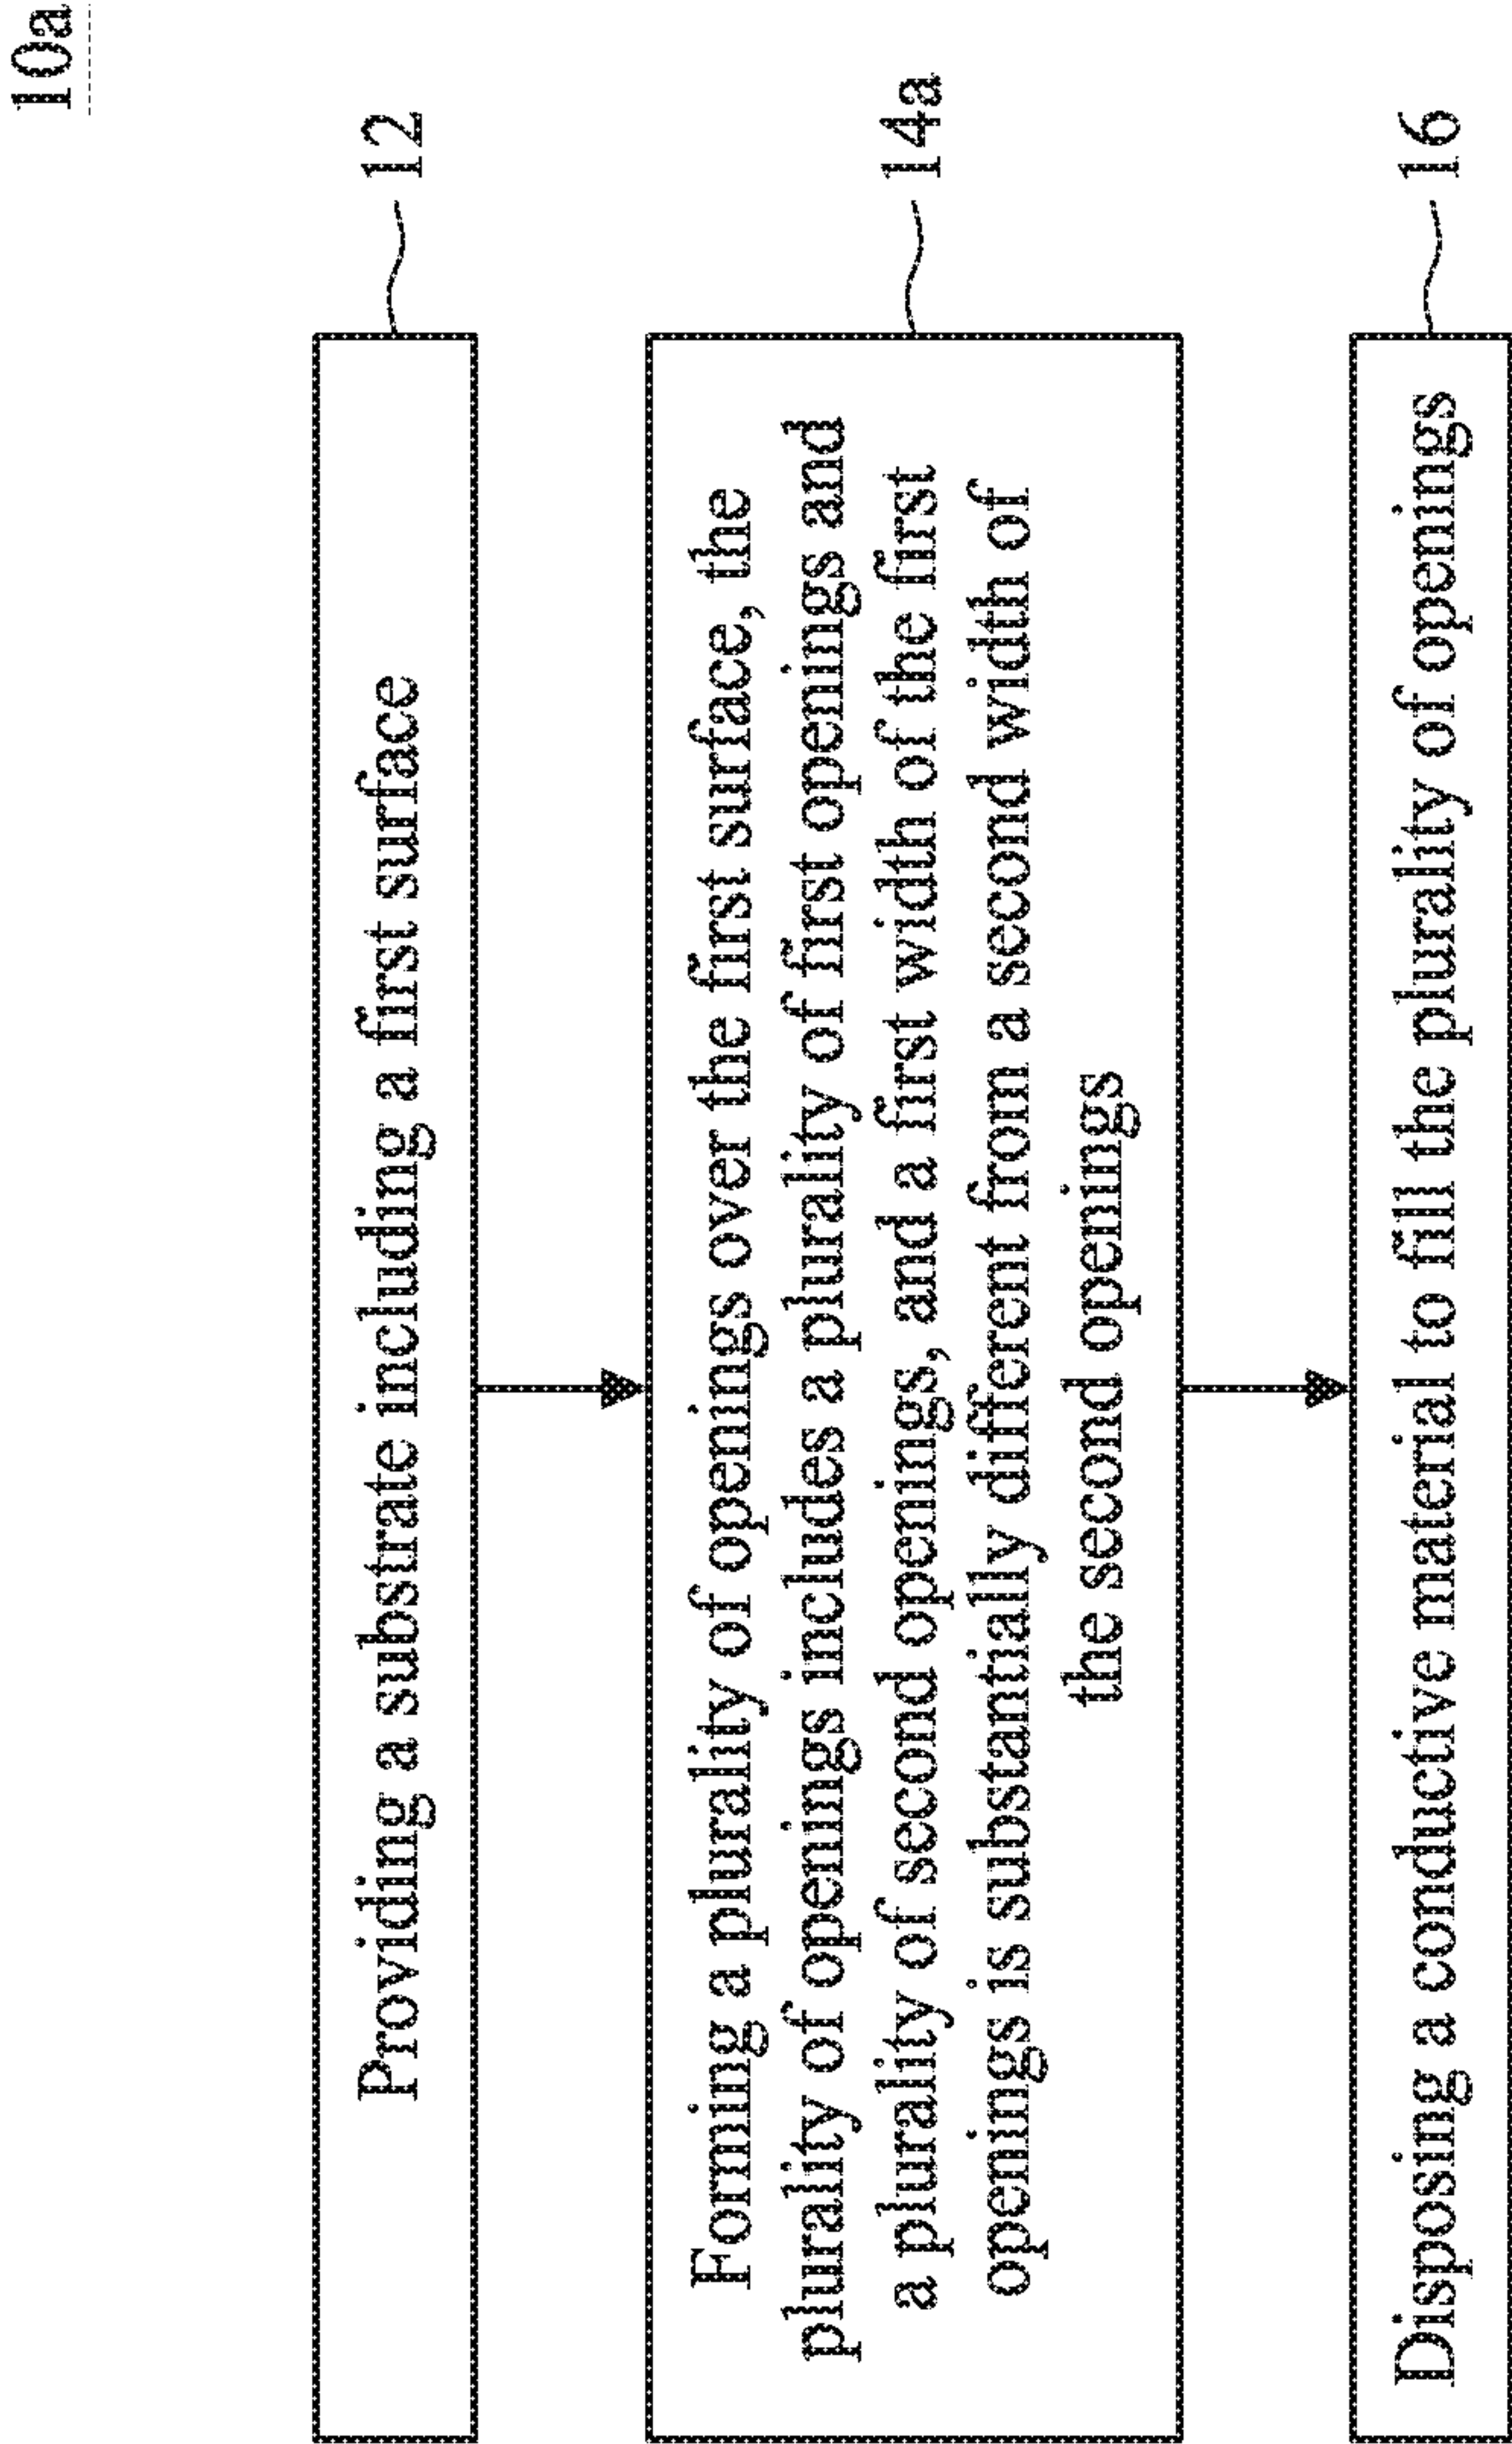 10a
Providing a substrate including a first surface
12
Forming a plurality of openings over the first surface, the
plurality of openings includes a plurality of first openings and
a plurality of second openings, and a first width of the first
openings is substantially different from a second width of
the second openings
14a
Disposing a conductive material to fill the plurality of openings
16